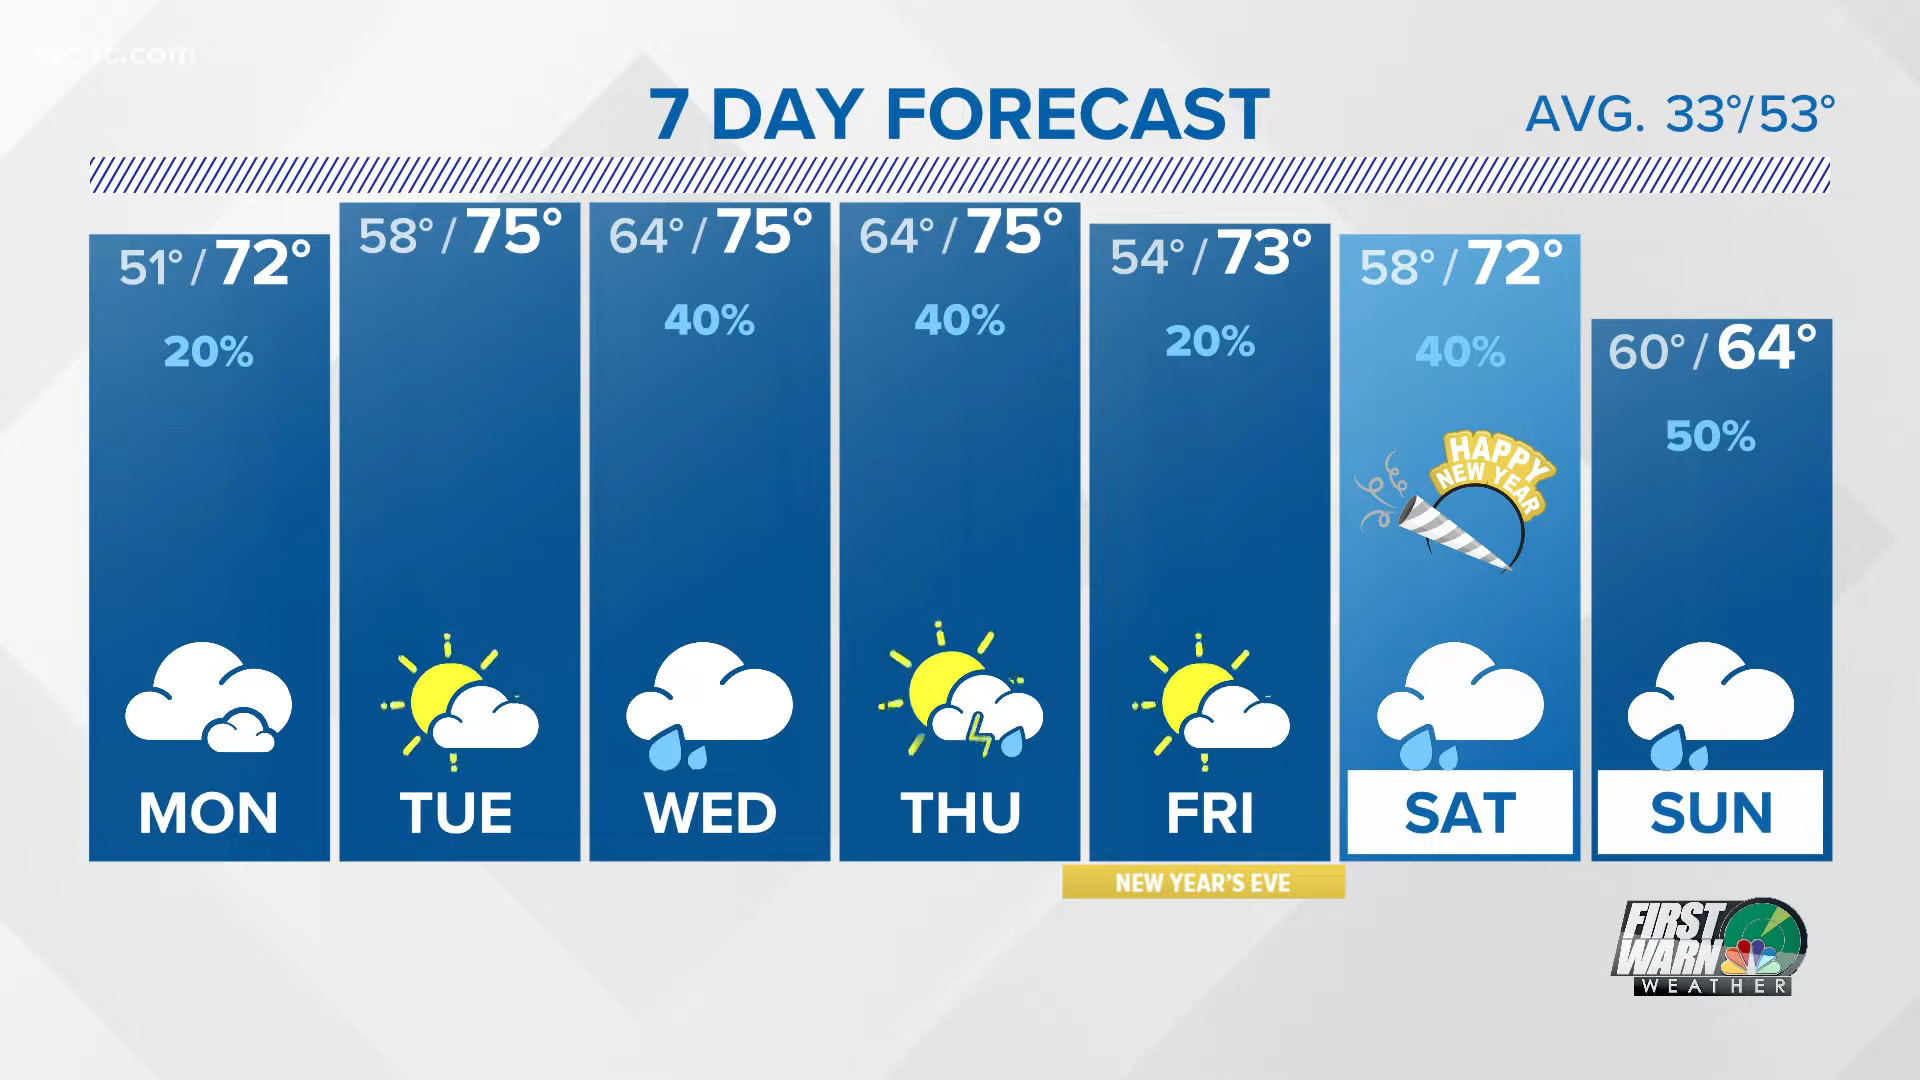 7 DAY FORECAST
AVG. 33°/53°
51° / 72°
20%
MON
58° / 75°
TUE
64° / 75°
40%
WED
64° / 75°
40%
THU
54° / 73°
20%
FRI
NEW YEAR'S EVE
58° / 72°
40%
HAPPY
NEW YEAR
SAT
60° / 64°
50%
SUN
FIRST
WARN
WEATHER